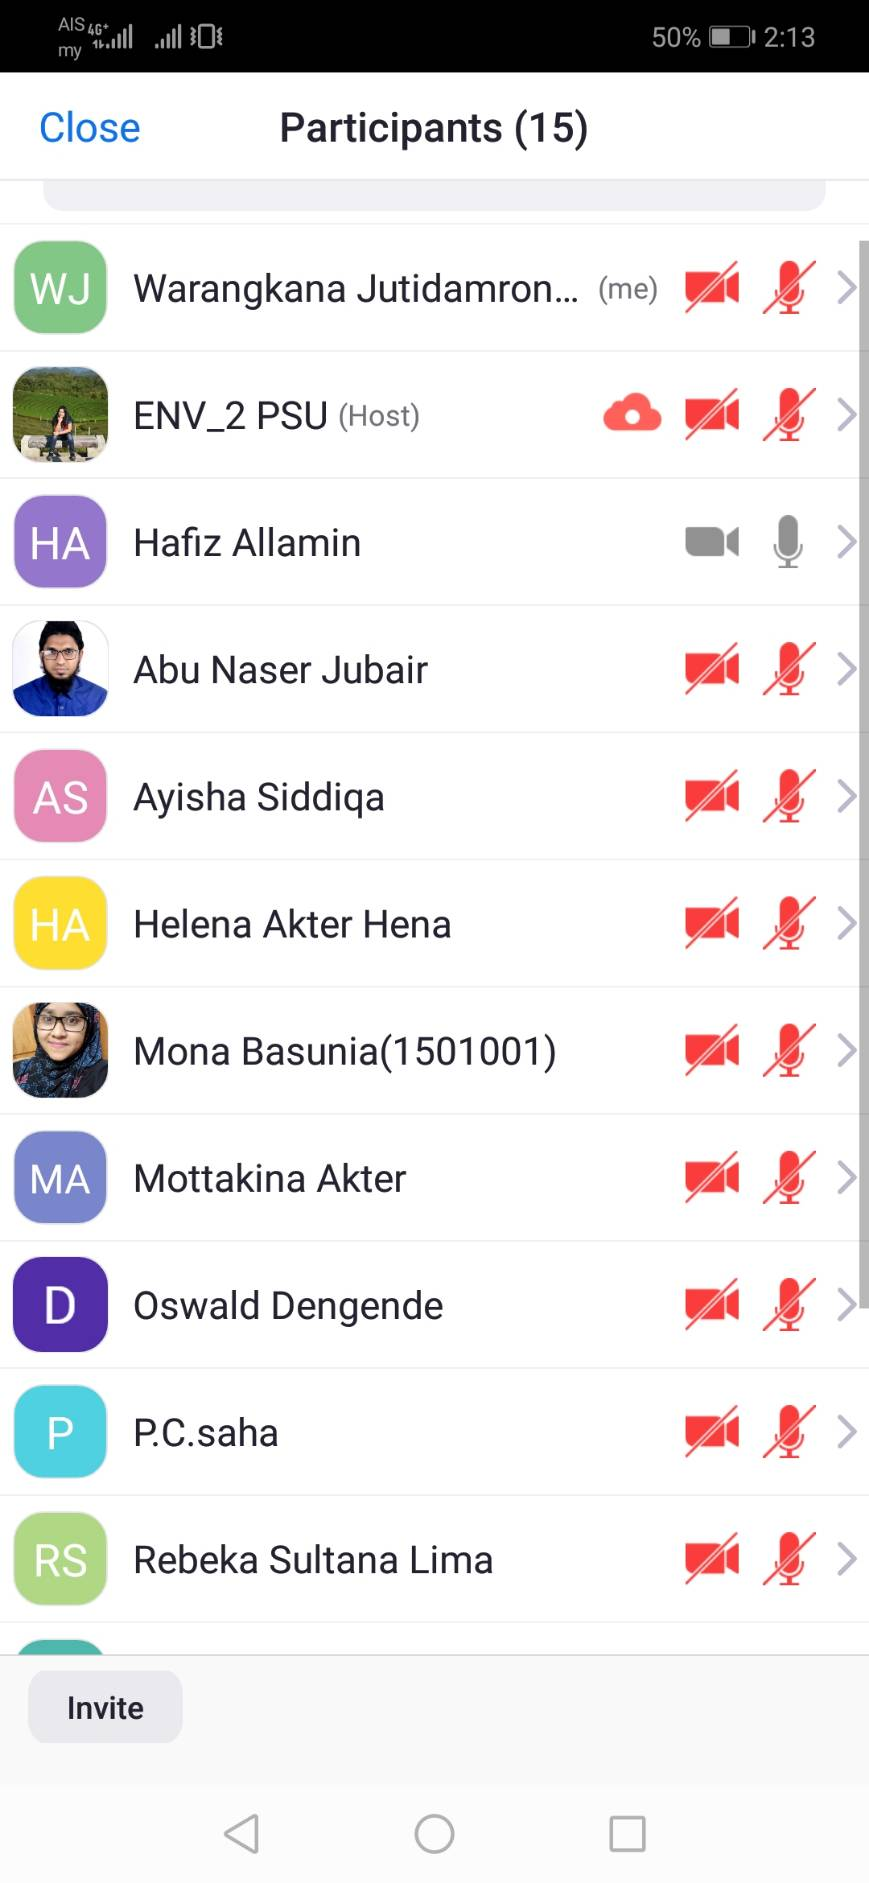 AIS 4G+ 50% 2:13
my
Close Participants (15)
WJ Warangkana Jutidamron... (me)
ENV_2 PSU (Host)
HA Hafiz Allamin
Abu Naser Jubair
AS Ayisha Siddiqa
HA Helena Akter Hena
Mona Basunia(1501001)
MA Mottakina Akter
D Oswald Dengende
P P.C.saha
RS Rebeka Sultana Lima
Invite